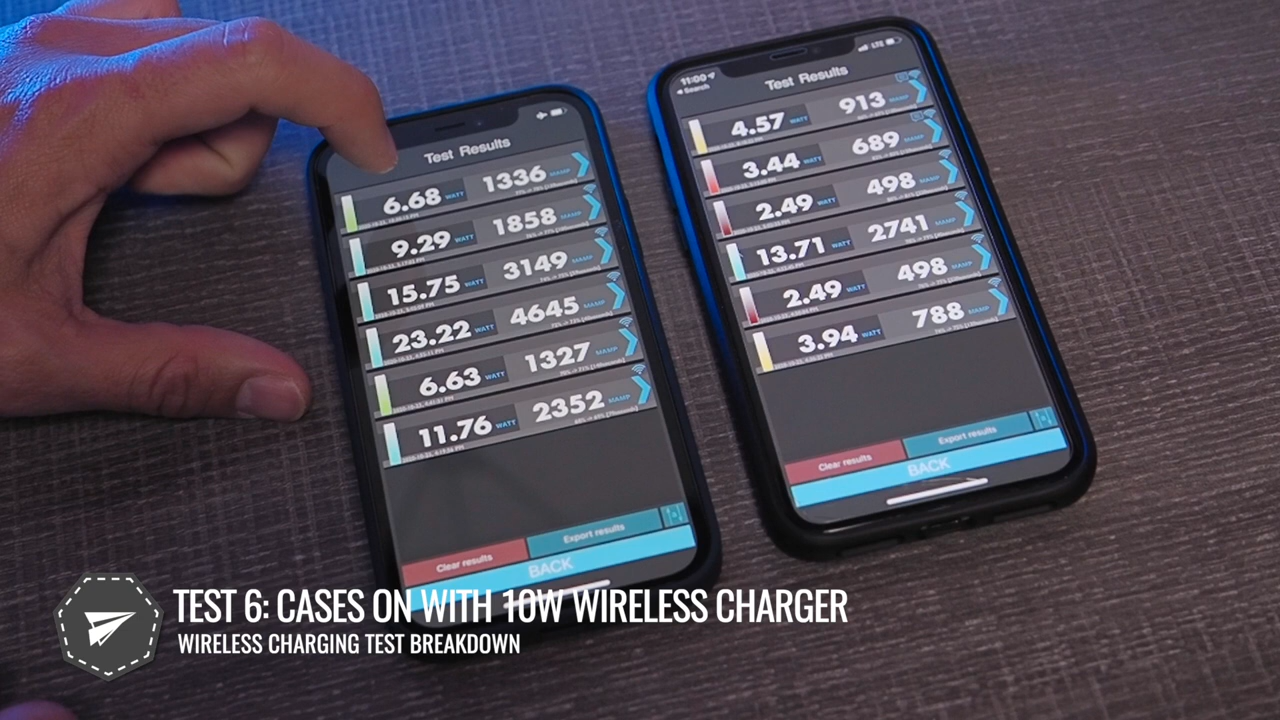 Test Results
6.68 WATT 1336 MAMP
9.29 WATT 1858 MAMP
15.75 WATT 3149 MAMP
23.22 WATT 4645 MAMP
6.63 WATT 1327 MAMP
11.76 WATT 2352 MAMP
Clear results Export results
BACK
11:00 LTE
Search
Test Results
4.57 WATT 913 MAMP
3.44 WATT 689 MAMP
2.49 WATT 498 MAMP
13.71 WATT 2741 MAMP
2.49 WATT 498 MAMP
3.94 WATT 788 MAMP
Clear results Export results
BACK
TEST 6: CASES ON WITH 10W WIRELESS CHARGER
WIRELESS CHARGING TEST BREAKDOWN